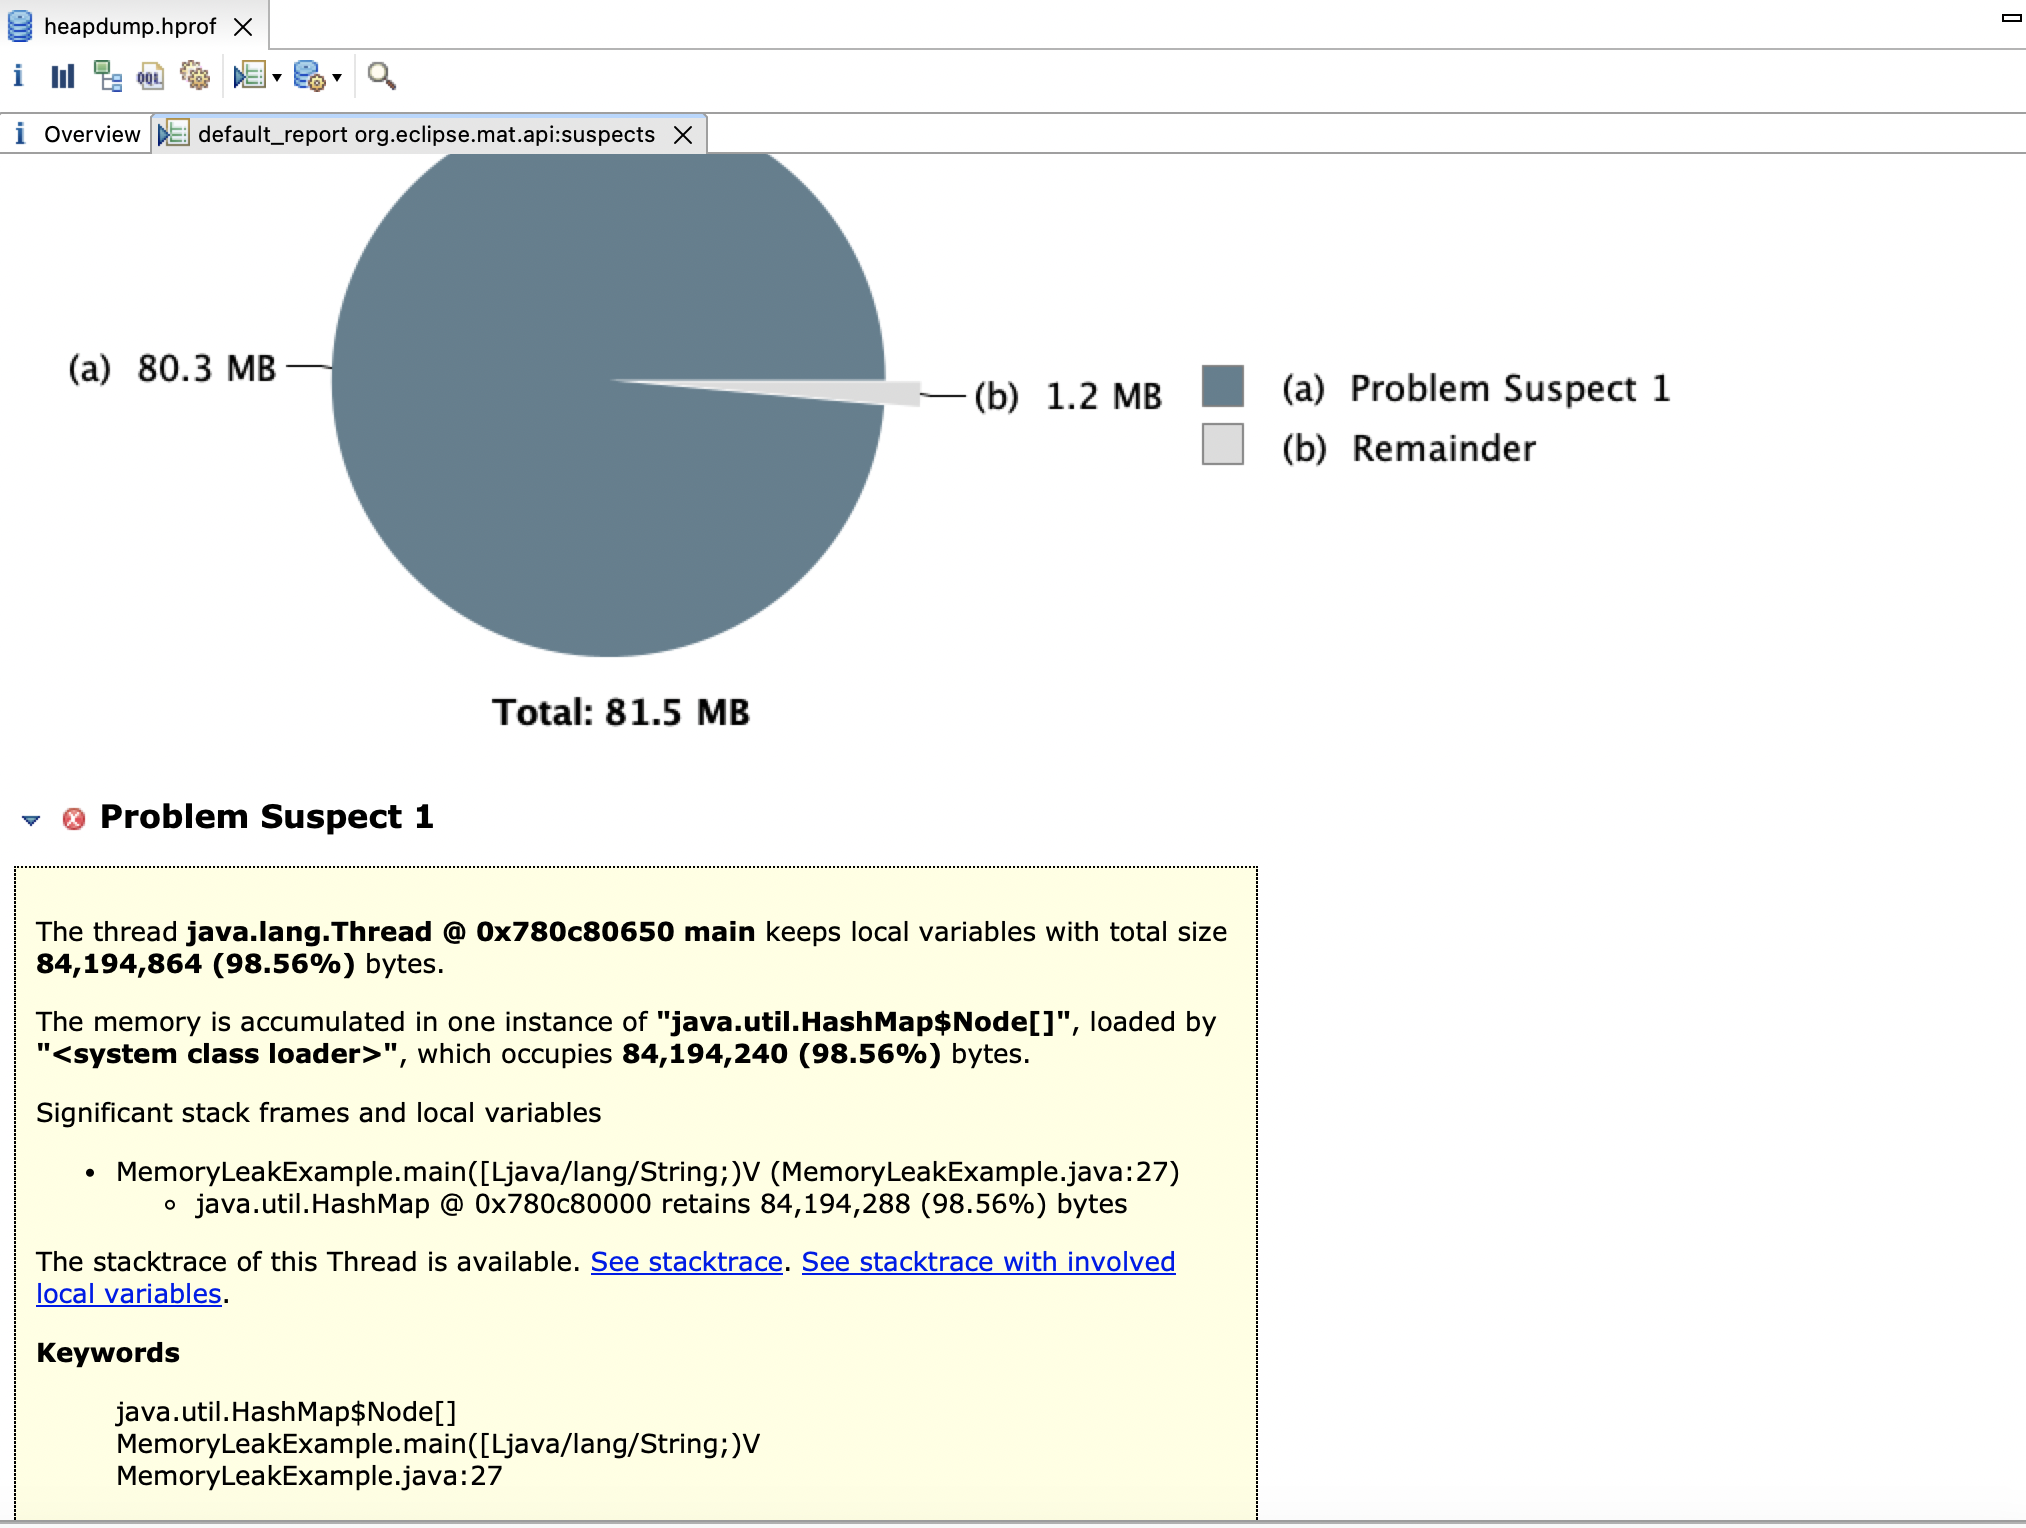 heapdump.hprof
OQL
Overview
default_report org.eclipse.mat.api:suspects
(a) 80.3 MB
(b) 1.2 MB
(a) Problem Suspect 1
(b) Remainder
Total: 81.5 MB
Problem Suspect 1
The thread java.lang.Thread @ 0x780c80650 main keeps local variables with total size
84,194,864 (98.56%) bytes.
The memory is accumulated in one instance of "java.util.HashMap$Node[]", loaded by
"<system class loader>", which occupies 84,194,240 (98.56%) bytes.
Significant stack frames and local variables
• MemoryLeakExample.main([Ljava/lang/String;)V (MemoryLeakExample.java:27)
◦ java.util.HashMap @ 0x780c80000 retains 84,194,288 (98.56%) bytes
The stacktrace of this Thread is available. See stacktrace. See stacktrace with involved
local variables.
Keywords
java.util.HashMap$Node[]
MemoryLeakExample.main([Ljava/lang/String;)V
MemoryLeakExample.java:27